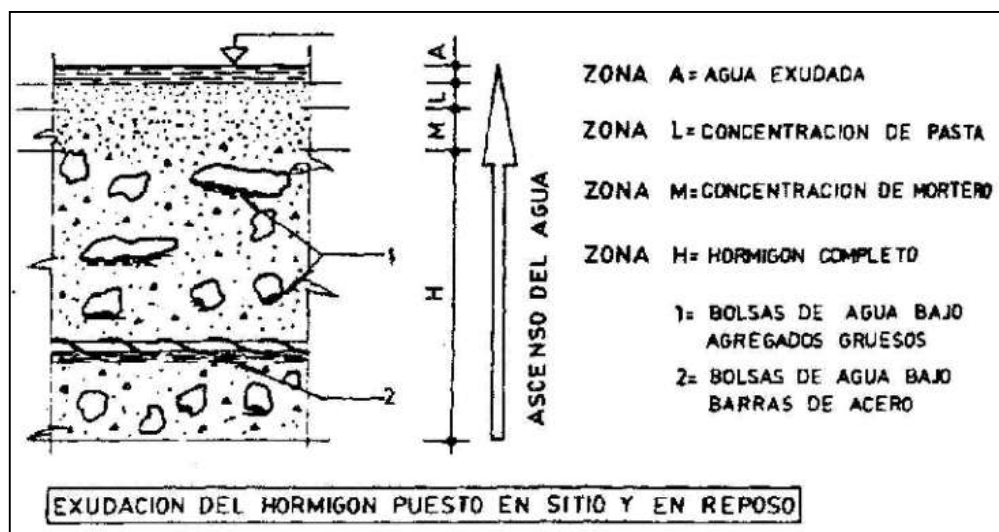 A
L
M
H
1
2
ASCENSO DEL AGUA
ZONA A= AGUA EXUDADA
ZONA L= CONCENTRACION DE PASTA
ZONA M= CONCENTRACION DE MORTERO
ZONA H= HORMIGON COMPLETO
1= BOLSAS DE AGUA BAJO
AGREGADOS GRUESOS
2= BOLSAS DE AGUA BAJO
BARRAS DE ACERO
EXUDACION DEL HORMIGON PUESTO EN SITIO Y EN REPOSO